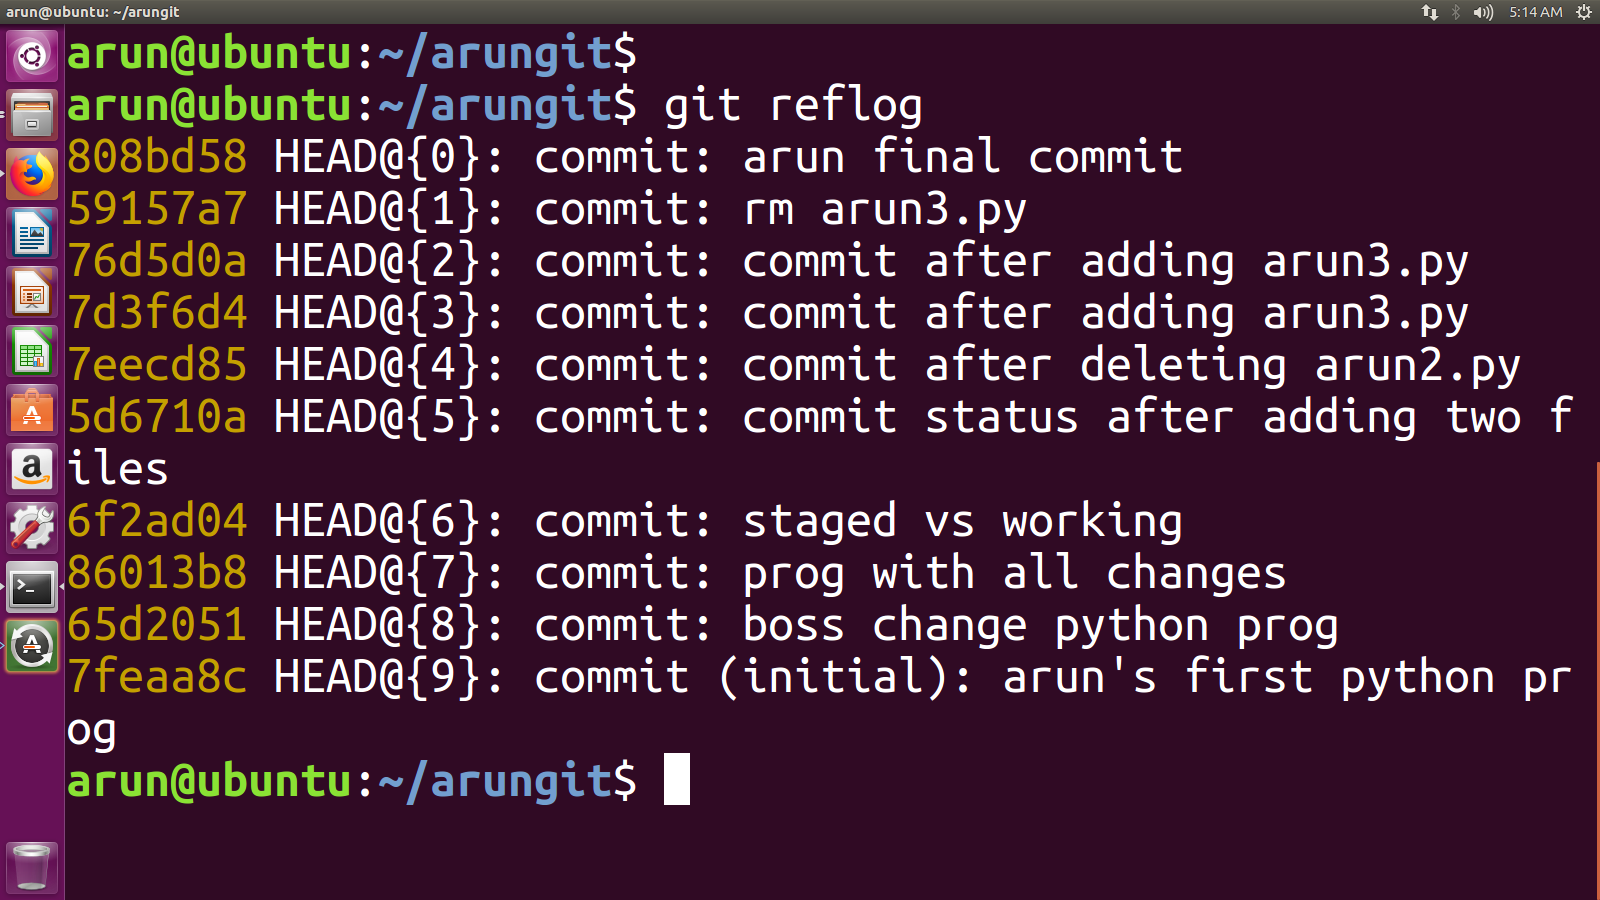 arun@ubuntu: ~/arungit
5:14 AM
arun@ubuntu:~/arungit$
arun@ubuntu:~/arungit$ git reflog
808bd58 HEAD@{0}: commit: arun final commit
59157a7 HEAD@{1}: commit: rm arun3.py
76d5d0a HEAD@{2}: commit: commit after adding arun3.py
7d3f6d4 HEAD@{3}: commit: commit after adding arun3.py
7eecd85 HEAD@{4}: commit: commit after deleting arun2.py
5d6710a HEAD@{5}: commit: commit status after adding two f
iles
6f2ad04 HEAD@{6}: commit: staged vs working
86013b8 HEAD@{7}: commit: prog with all changes
65d2051 HEAD@{8}: commit: boss change python prog
7feaa8c HEAD@{9}: commit (initial): arun's first python pr
og
arun@ubuntu:~/arungit$